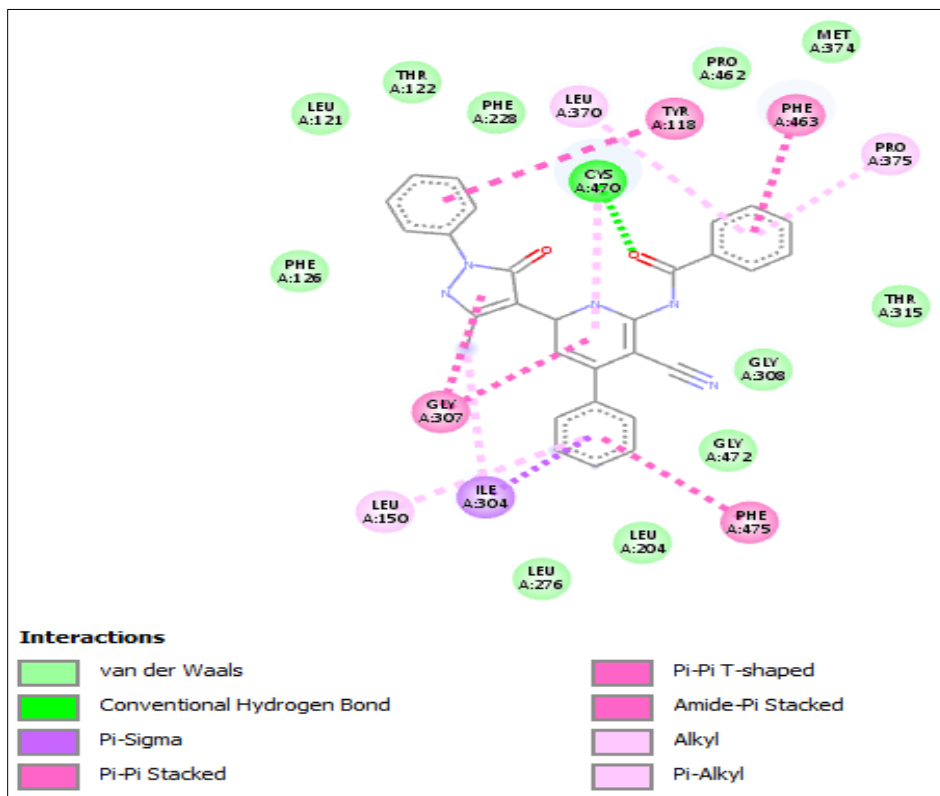 MET
A:374
PRO
A:462
THR
A:122
LEU
A:370
PHE
A:228
LEU
A:121
TYR
A:118
PHE
A:463
PRO
A:375
CYS
A:470
O
O
N
N
N
N
PHE
A:126
THR
A:315
GLY
A:308
N
GLY
A:307
GLY
A:472
ILE
A:304
LEU
A:150
PHE
A:475
LEU
A:204
LEU
A:276
Interactions
van der Waals
Conventional Hydrogen Bond
Pi-Sigma
Pi-Pi Stacked
Pi-Pi T-shaped
Amide-Pi Stacked
Alkyl
Pi-Alkyl